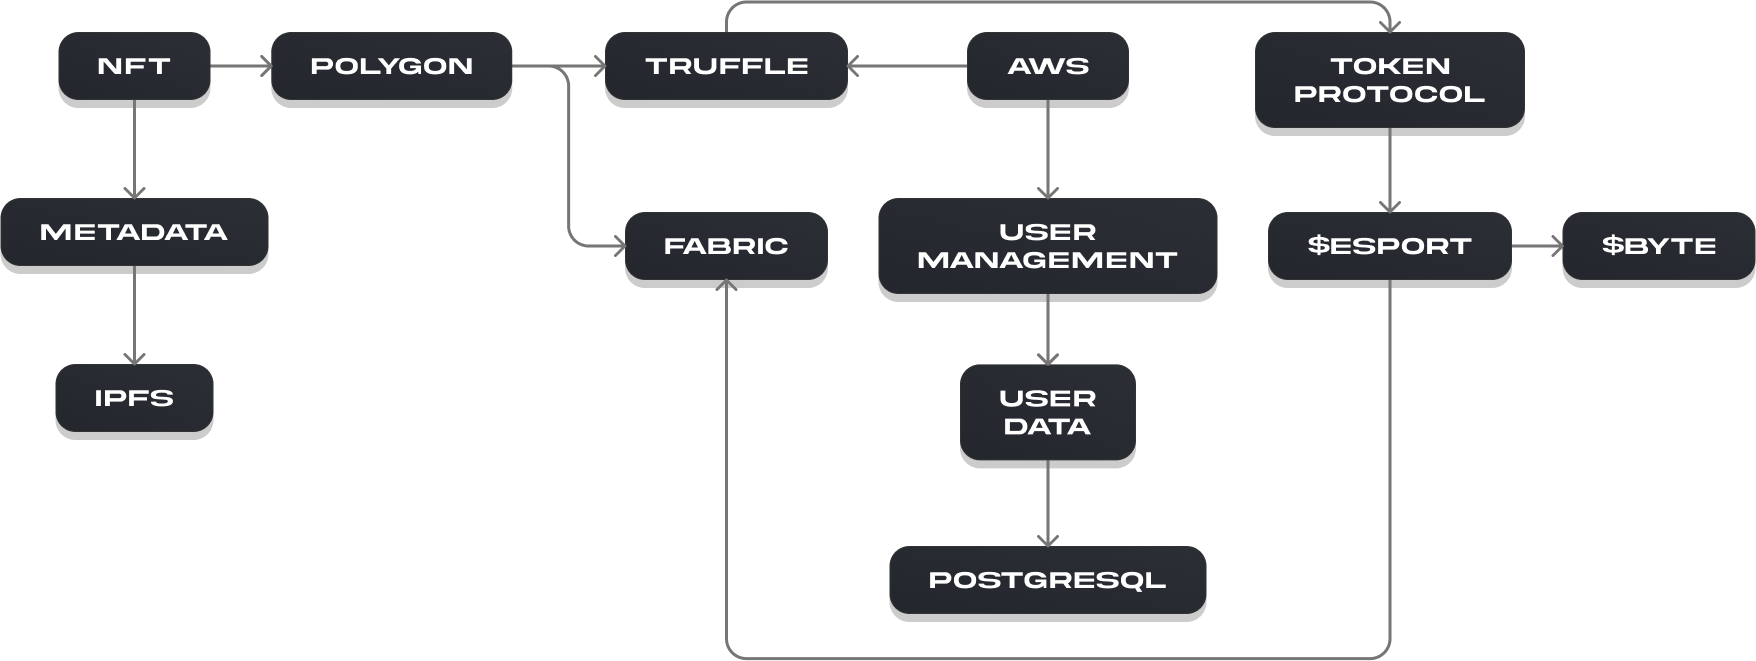 NFT
POLYGON
TRUFFLE
AWS
TOKEN
PROTOCOL
METADATA
FABRIC
USER
MANAGEMENT
$ESPORT
$BYTE
IPFS
USER
DATA
POSTGRESQL